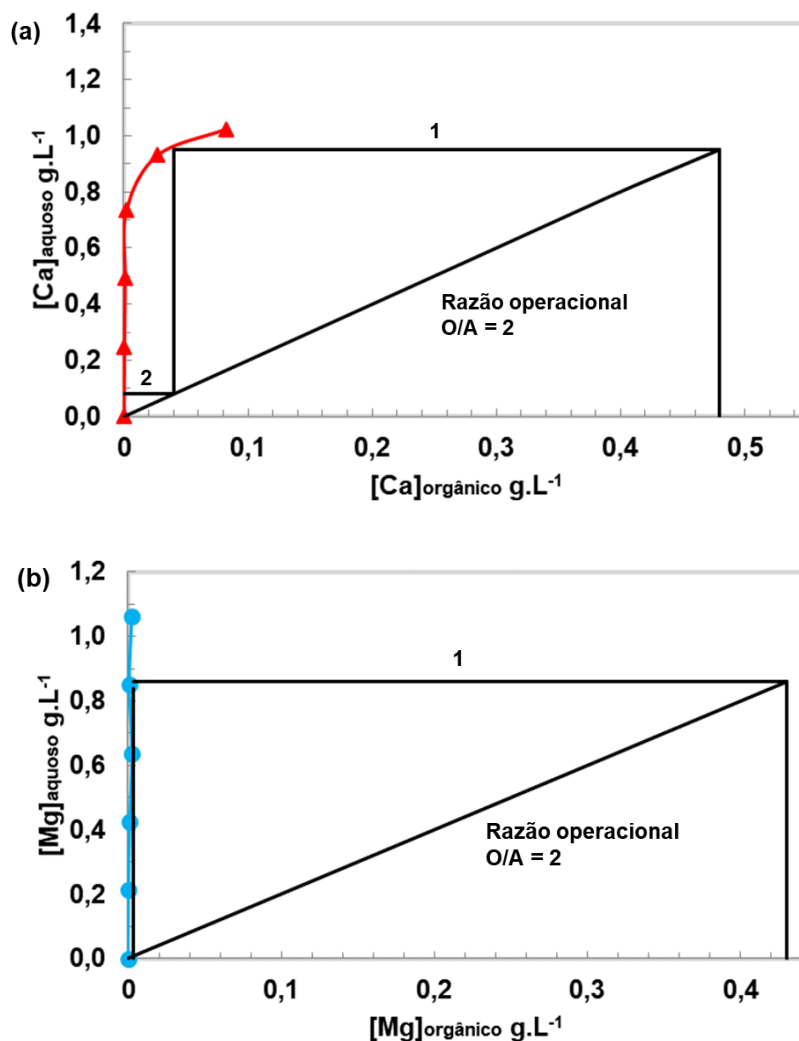 (a)
1,4
1,2
1,0
0,8
0,6
0,4
0,2
0,0
[Ca]aquoso g.L-1
1
2
Razão operacional
O/A = 2
0
0,1
0,2
0,3
0,4
0,5
[Ca]orgânico g.L-1
(b)
1,2
1,0
0,8
0,6
0,4
0,2
0,0
[Mg]aquoso g.L-1
1
Razão operacional
O/A = 2
0
0,1
0,2
0,3
0,4
[Mg]orgânico g.L-1